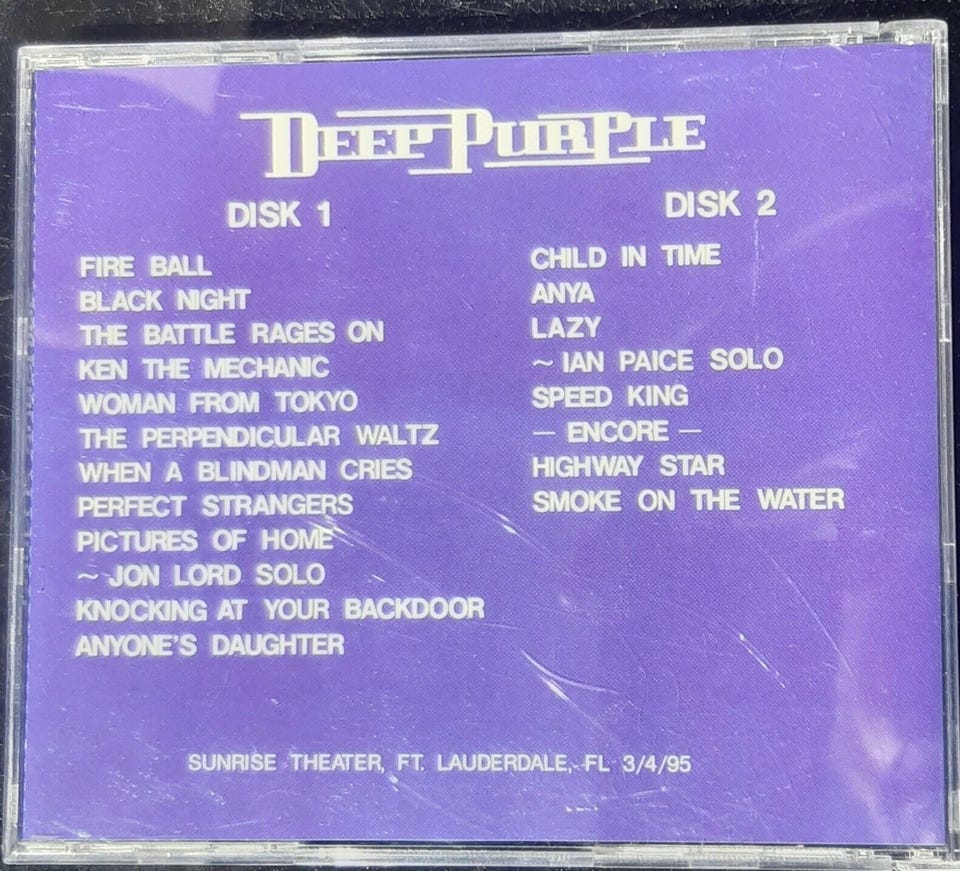 DEEP PURPLE
DISK 1
FIRE BALL
BLACK NIGHT
THE BATTLE RAGES ON
KEN THE MECHANIC
WOMAN FROM TOKYO
THE PERPENDICULAR WALTZ
WHEN A BLINDMAN CRIES
PERFECT STRANGERS
PICTURES OF HOME
~ JON LORD SOLO
KNOCKING AT YOUR BACKDOOR
ANYONE'S DAUGHTER
DISK 2
CHILD IN TIME
ANYA
LAZY
~ IAN PAICE SOLO
SPEED KING
— ENCORE —
HIGHWAY STAR
SMOKE ON THE WATER
SUNRISE THEATER, FT. LAUDERDALE, FL 3/4/95